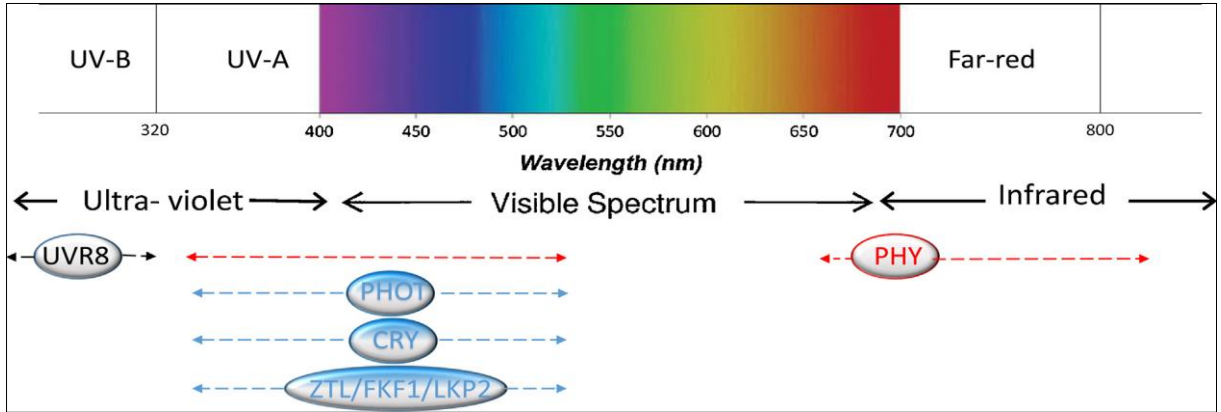 UV-B UV-A Far-red
320 400 450 500 550 600 650 700 800
Wavelength (nm)
Ultra- violet Visible Spectrum Infrared
UVR8 PHY
PHOT
CRY
ZTL/FKF1/LKP2